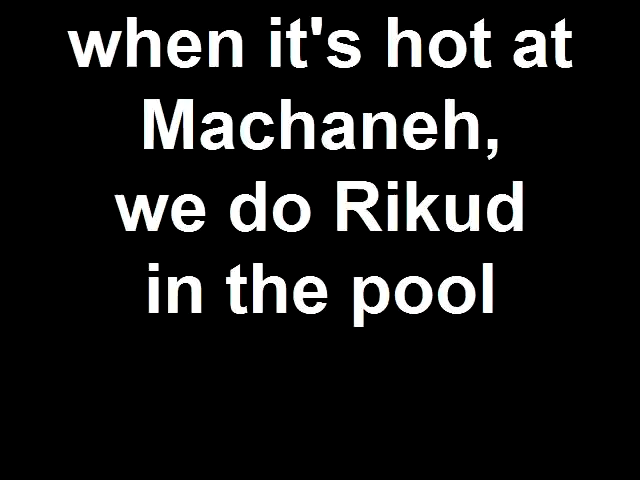 when it's hot at
Machaneh,
we do Rikud
in the pool